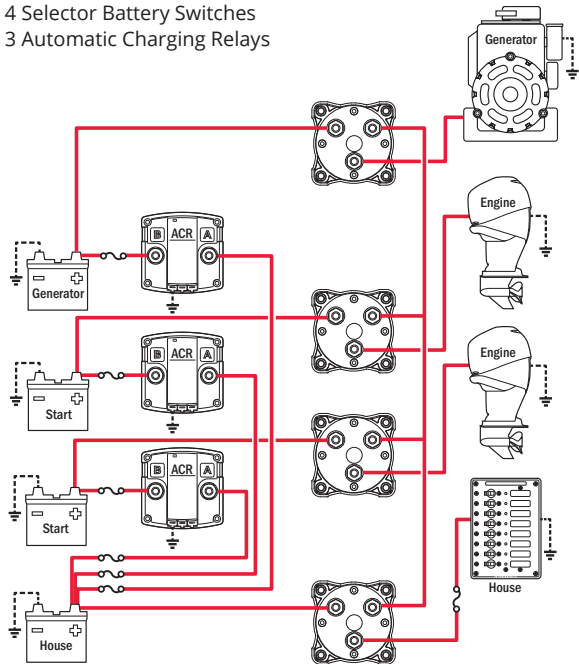 4 Selector Battery Switches
3 Automatic Charging Relays
Generator
Engine
B ACR A
Generator
B ACR A
Start
Engine
B ACR A
Start
House
House